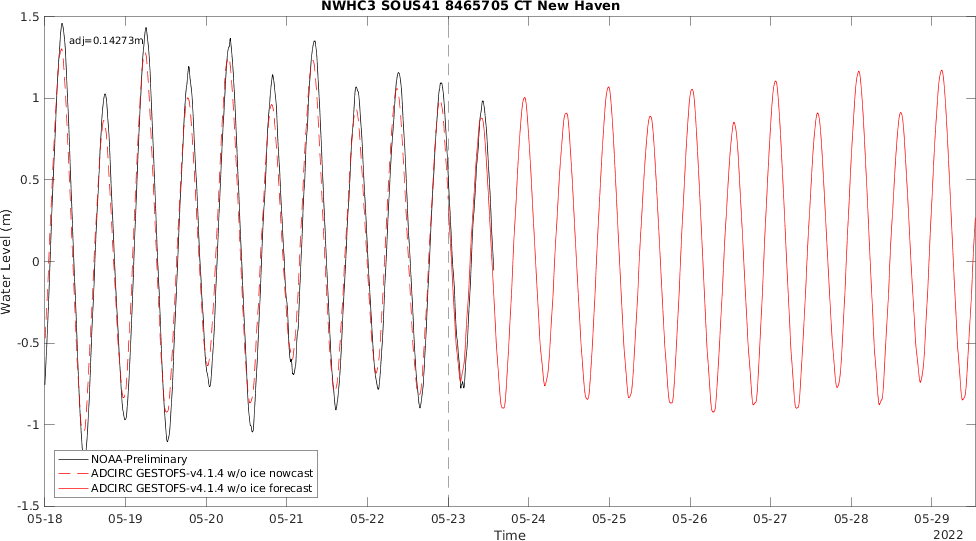 NWHC3 SOUS41 8465705 CT New Haven
adj=0.14273m
1.5
1
0.5
0
-0.5
-1
-1.5
Water Level (m)
NOAA-Preliminary
ADCIRC GESTOFS-v4.1.4 w/o ice nowcast
ADCIRC GESTOFS-v4.1.4 w/o ice forecast
05-18 05-19 05-20 05-21 05-22 05-23 05-24 05-25 05-26 05-27 05-28 05-29
Time
2022